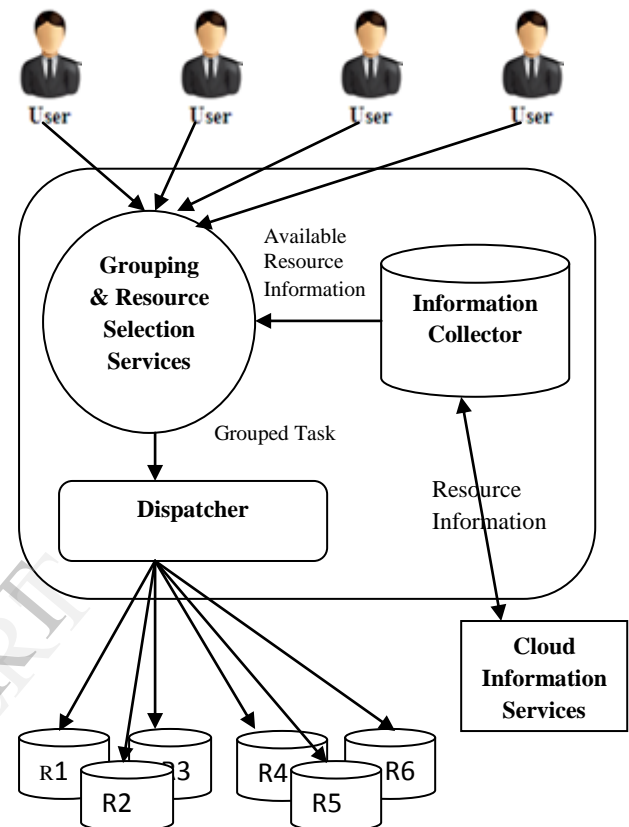 User
User
User
User
Grouping
& Resource
Selection
Services
Available
Resource
Information
Information
Collector
Grouped Task
Dispatcher
Resource
Information
Cloud
Information
Services
R1
R2
R3
R4
R5
R6